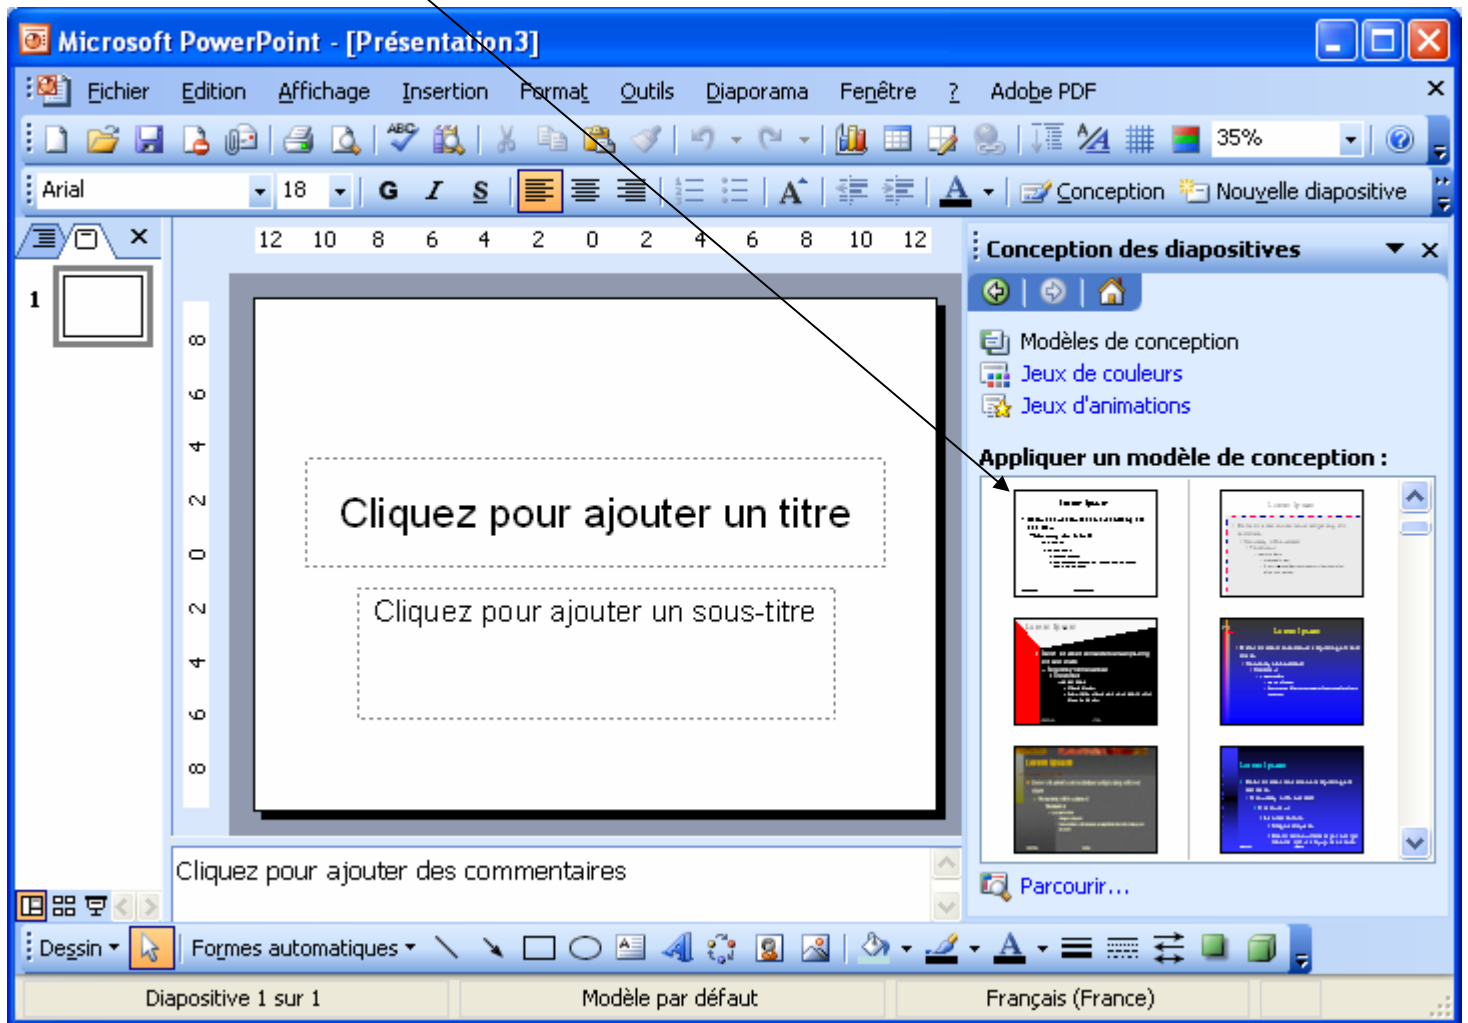 Microsoft PowerPoint - [Présentation3]
Fichier Edition Affichage Insertion Format Outils Diaporama Fenêtre ? Adobe PDF
ABC 35%
Arial 18 G I S A A Conception Nouvelle diapositive
12 10 8 6 4 2 0 2 4 6 8 10 12
Conception des diapositives
1
8
6
4
2
0
2
4
6
8
Modèles de conception
Jeux de couleurs
Jeux d'animations
Appliquer un modèle de conception :
Cliquez pour ajouter un titre
Cliquez pour ajouter un sous-titre
Cliquez pour ajouter des commentaires
Parcourir...
Dessin Formes automatiques A A A
Diapositive 1 sur 1 Modèle par défaut Français (France)